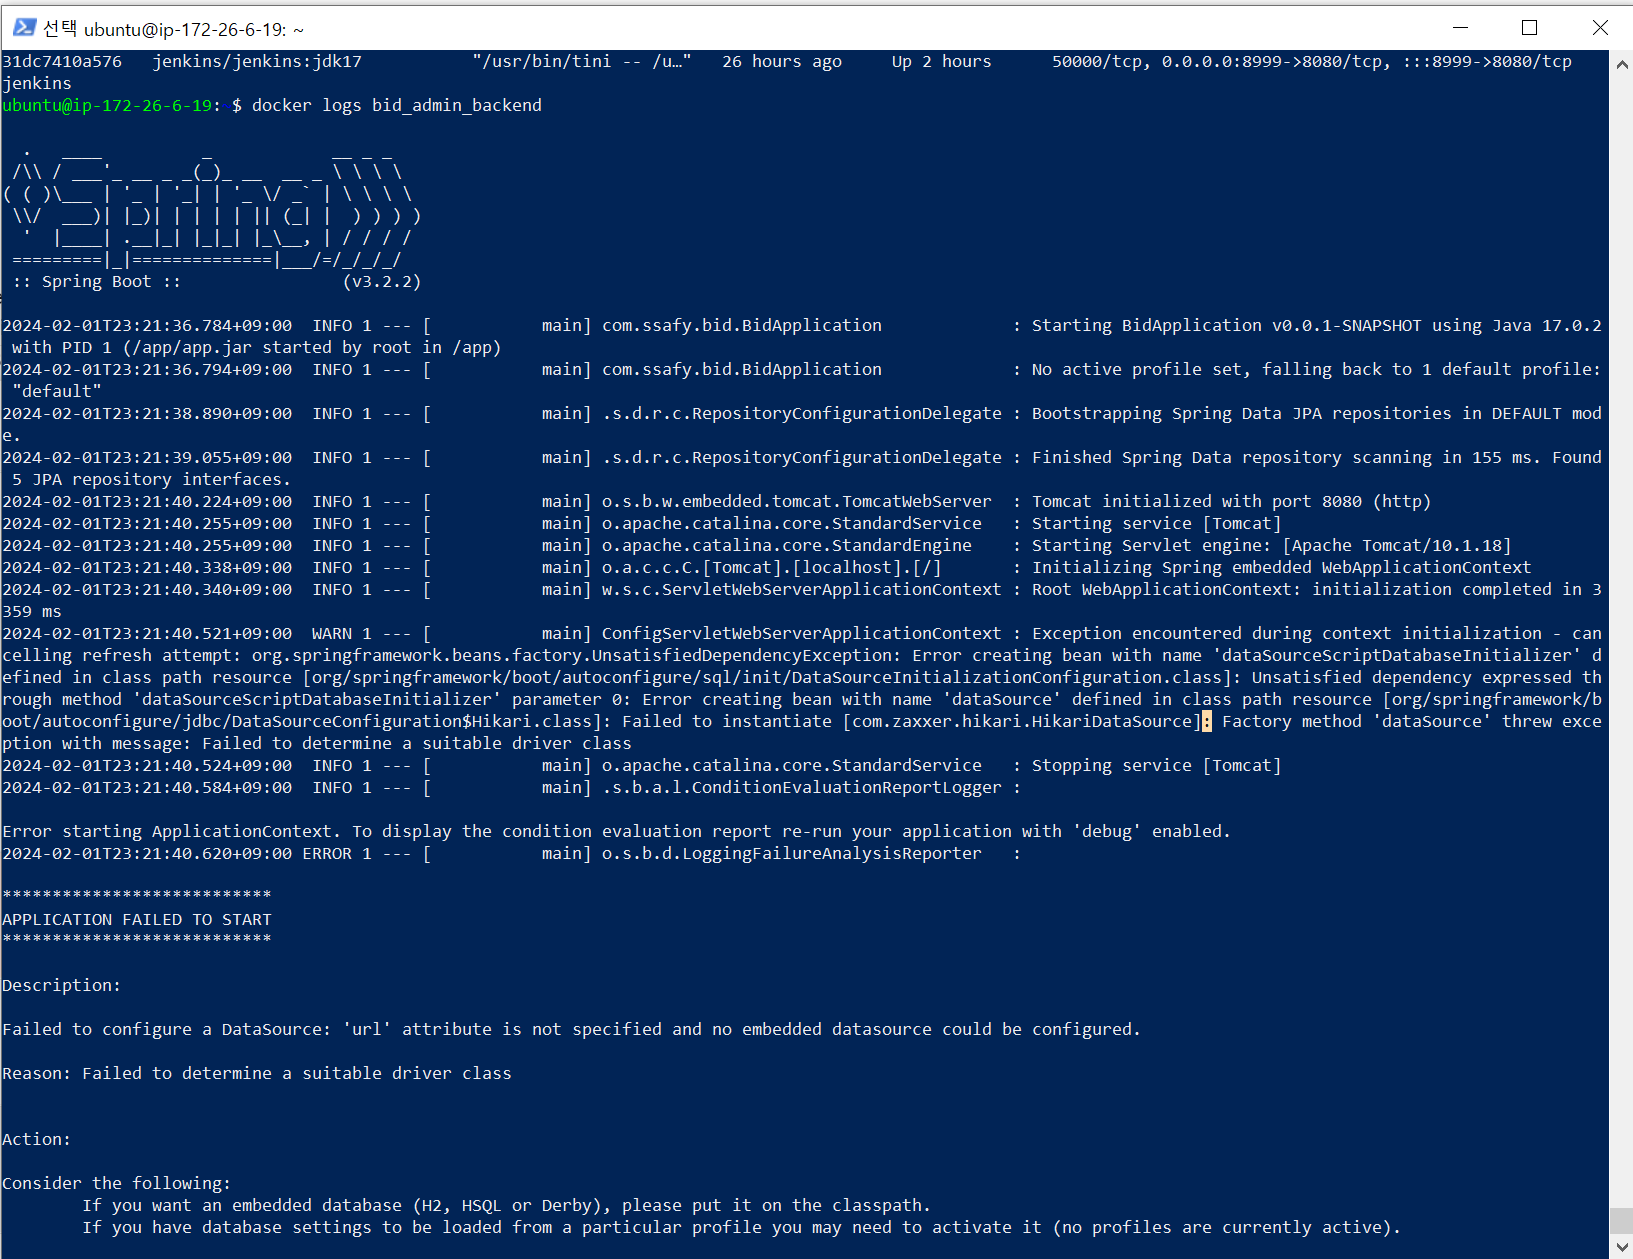 선택 ubuntu@ip-172-26-6-19: ~
31dc7410a576   jenkins/jenkins:jdk17           "/usr/bin/tini -- /u…"   26 hours ago     Up 2 hours      50000/tcp, 0.0.0.0:8999->8080/tcp, :::8999->8080/tcp
jenkins
ubuntu@ip-172-26-6-19: $ docker logs bid_admin_backend
  .   ____          _            __ _ _
 /\\ / ___'_ __ _ _(_)_ __  __ _ \ \ \ \
( ( )\___ | '_ | '_| | '_ \/ _` | \ \ \ \
 \\/  ___)| |_)| | | | | || (_| |  ) ) ) )
  '  |____| .__|_| |_|_| |_\__, | / / / /
 =========|_|==============|___/=/_/_/_/
 :: Spring Boot ::                (v3.2.2)
2024-02-01T23:21:36.784+09:00  INFO 1 --- [           main] com.ssafy.bid.BidApplication             : Starting BidApplication v0.0.1-SNAPSHOT using Java 17.0.2
 with PID 1 (/app/app.jar started by root in /app)
2024-02-01T23:21:36.794+09:00  INFO 1 --- [           main] com.ssafy.bid.BidApplication             : No active profile set, falling back to 1 default profile:
 "default"
2024-02-01T23:21:38.890+09:00  INFO 1 --- [           main] .s.d.r.c.RepositoryConfigurationDelegate : Bootstrapping Spring Data JPA repositories in DEFAULT mod
e.
2024-02-01T23:21:39.055+09:00  INFO 1 --- [           main] .s.d.r.c.RepositoryConfigurationDelegate : Finished Spring Data repository scanning in 155 ms. Found
 5 JPA repository interfaces.
2024-02-01T23:21:40.224+09:00  INFO 1 --- [           main] o.s.b.w.embedded.tomcat.TomcatWebServer  : Tomcat initialized with port 8080 (http)
2024-02-01T23:21:40.255+09:00  INFO 1 --- [           main] o.apache.catalina.core.StandardService   : Starting service [Tomcat]
2024-02-01T23:21:40.255+09:00  INFO 1 --- [           main] o.apache.catalina.core.StandardEngine    : Starting Servlet engine: [Apache Tomcat/10.1.18]
2024-02-01T23:21:40.338+09:00  INFO 1 --- [           main] o.a.c.c.C.[Tomcat].[localhost].[/]       : Initializing Spring embedded WebApplicationContext
2024-02-01T23:21:40.340+09:00  INFO 1 --- [           main] w.s.c.ServletWebServerApplicationContext : Root WebApplicationContext: initialization completed in 3
359 ms
2024-02-01T23:21:40.521+09:00  WARN 1 --- [           main] ConfigServletWebServerApplicationContext : Exception encountered during context initialization - can
celling refresh attempt: org.springframework.beans.factory.UnsatisfiedDependencyException: Error creating bean with name 'dataSourceScriptDatabaseInitializer' d
efined in class path resource [org/springframework/boot/autoconfigure/sql/init/DataSourceInitializationConfiguration.class]: Unsatisfied dependency expressed th
rough method 'dataSourceScriptDatabaseInitializer' parameter 0: Error creating bean with name 'dataSource' defined in class path resource [org/springframework/b
oot/autoconfigure/jdbc/DataSourceConfiguration$Hikari.class]: Failed to instantiate [com.zaxxer.hikari.HikariDataSource]: Factory method 'dataSource' threw exce
ption with message: Failed to determine a suitable driver class
2024-02-01T23:21:40.524+09:00  INFO 1 --- [           main] o.apache.catalina.core.StandardService   : Stopping service [Tomcat]
2024-02-01T23:21:40.584+09:00  INFO 1 --- [           main] .s.b.a.l.ConditionEvaluationReportLogger :
Error starting ApplicationContext. To display the condition evaluation report re-run your application with 'debug' enabled.
2024-02-01T23:21:40.620+09:00 ERROR 1 --- [           main] o.s.b.d.LoggingFailureAnalysisReporter   :
***************************
APPLICATION FAILED TO START
***************************
Description:
Failed to configure a DataSource: 'url' attribute is not specified and no embedded datasource could be configured.
Reason: Failed to determine a suitable driver class
Action:
Consider the following:
        If you want an embedded database (H2, HSQL or Derby), please put it on the classpath.
        If you have database settings to be loaded from a particular profile you may need to activate it (no profiles are currently active).